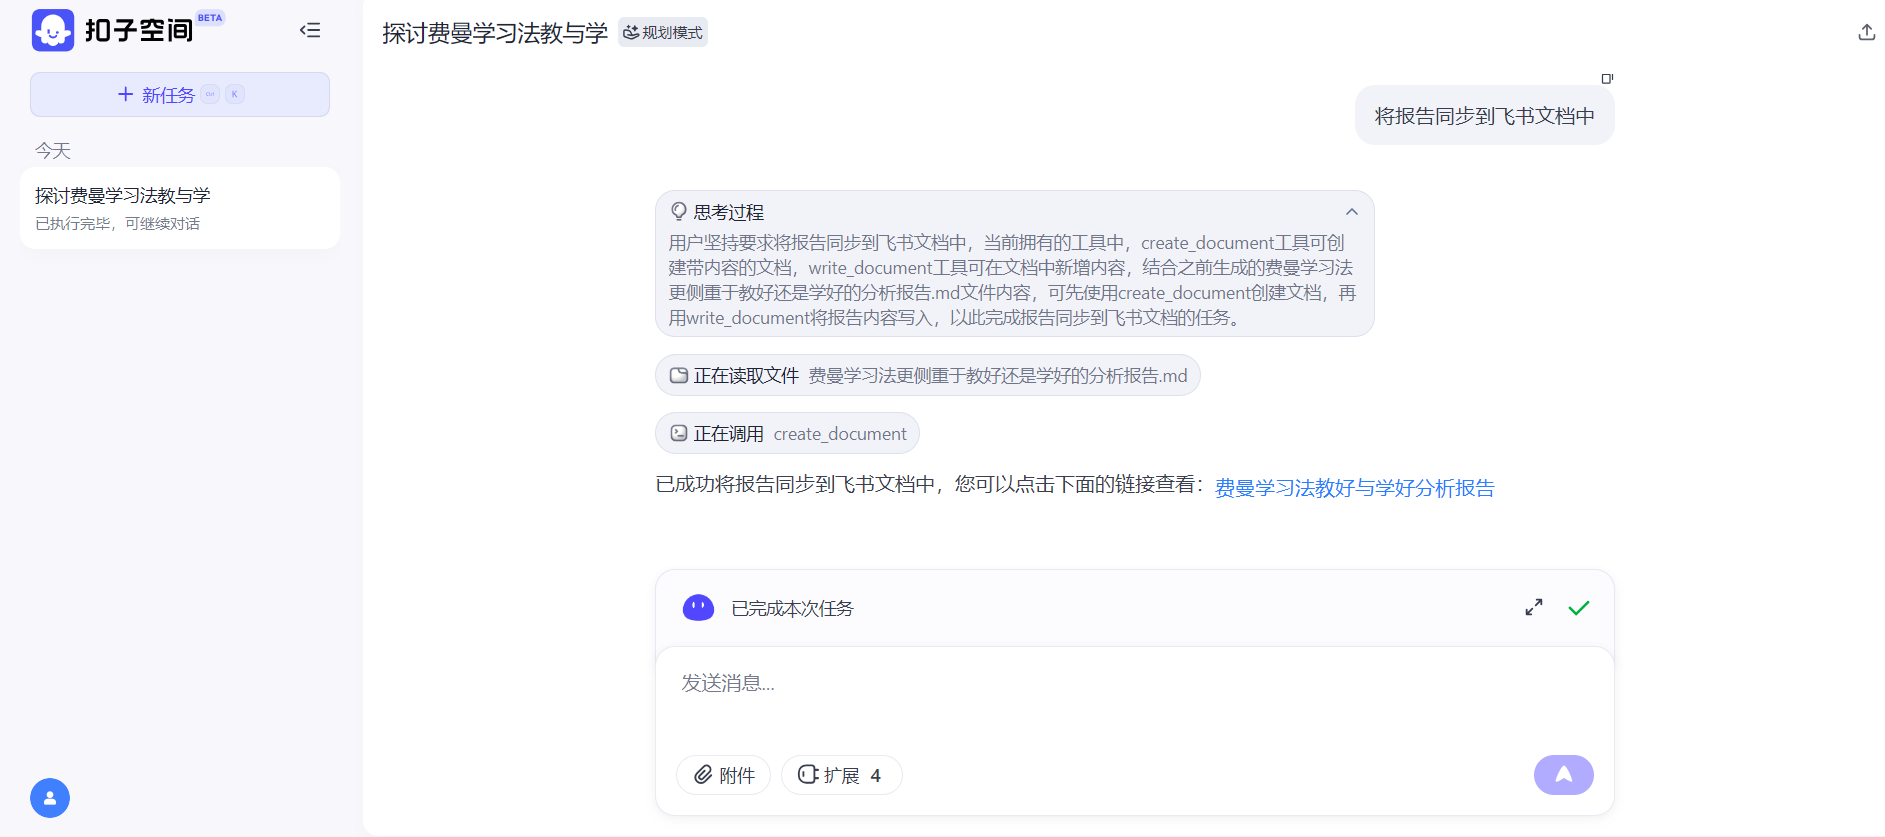 扣子空间 BETA
新任务 Ctrl K
今天
探讨费曼学习法教与学
已执行完毕，可继续对话
探讨费曼学习法教与学 规划模式
将报告同步到飞书文档中
思考过程
用户坚持要求将报告同步到飞书文档中，当前拥有的工具中，create_document工具可创
建带内容的文档，write_document工具可在文档中新增内容，结合之前生成的费曼学习法
更侧重于教好还是学好的分析报告.md文件内容，可先使用create_document创建文档，再
用write_document将报告内容写入，以此完成报告同步到飞书文档的任务。
正在读取文件 费曼学习法更侧重于教好还是学好的分析报告.md
正在调用 create_document
已成功将报告同步到飞书文档中，您可以点击下面的链接查看：费曼学习法教好与学好分析报告
已完成本次任务
发送消息...
附件 扩展 4